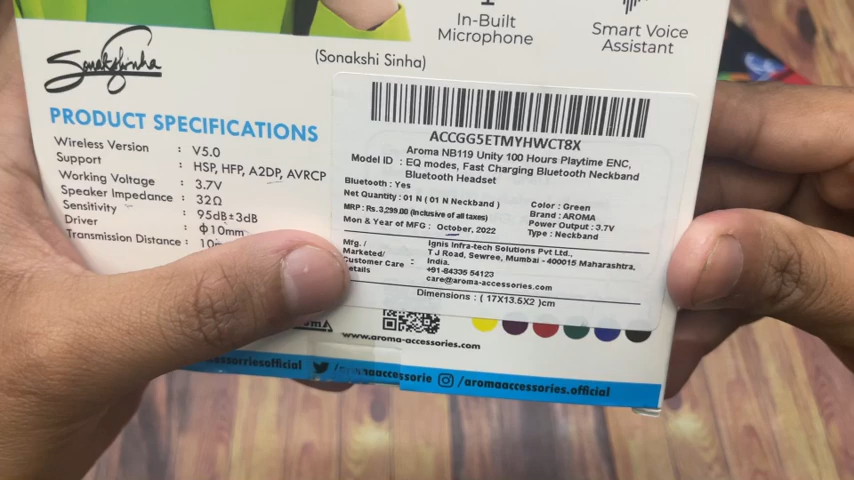 In-Built
Microphone
Smart Voice
Assistant
(Sonakshi Sinha)
PRODUCT SPECIFICATIONS
Wireless Version : V5.0
Support : HSP, HFP, A2DP, AVRCP
Working Voltage : 3.7V
Speaker Impedance : 32Ω
Sensitivity : 95dB±3dB
Driver : ф10mm
Transmission Distance :
ACCGG5ETMYHWCT8X
Aroma NB119 Unity 100 Hours Playtime ENC,
Model ID : EQ modes, Fast Charging Bluetooth Neckband
Bluetooth Headset
Bluetooth : Yes
Net Quantity : 01 N ( 01 N Neckband )
MRP : Rs.3,299.00 (Inclusive of all taxes)
Mon & Year of MFG : October, 2022
Color : Green
Brand : AROMA
Power Output : 3.7V
Type : Neckband
Mfg. /
Marketed/
Customer Care :
Ignis Infra-tech Solutions Pvt Ltd.,
T J Road, Sewree, Mumbai - 400015 Maharashtra,
India.
+91-84335 54123
care@aroma-accessories.com
Dimensions : ( 17X13.5X2 )cm
www.aroma-accessories.com
/aromaaccessories.official